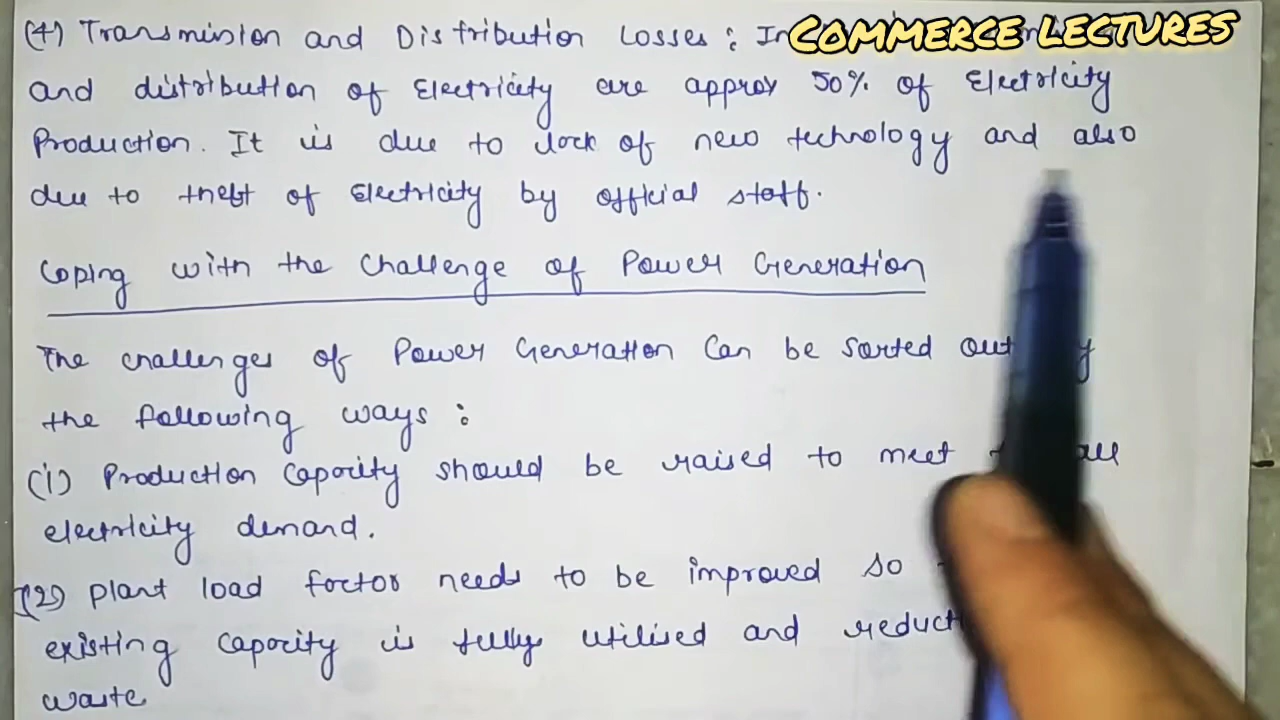 (4) Transmission and Distribution Losses : In
COMMERCE LECTURES
and distribution of Electricity are approx 50% of Electricity
Production. It is due to lack of new technology and also
due to theft of Electricity by official staff.
Coping with the Challenge of Power Generation
The challenges of Power Generation Can be sorted out
the following ways :
(1) Production Capacity should be raised to meet
electricity demand.
(2) Plant load factor needs to be improved so
existing capacity is fully utilised and
waste